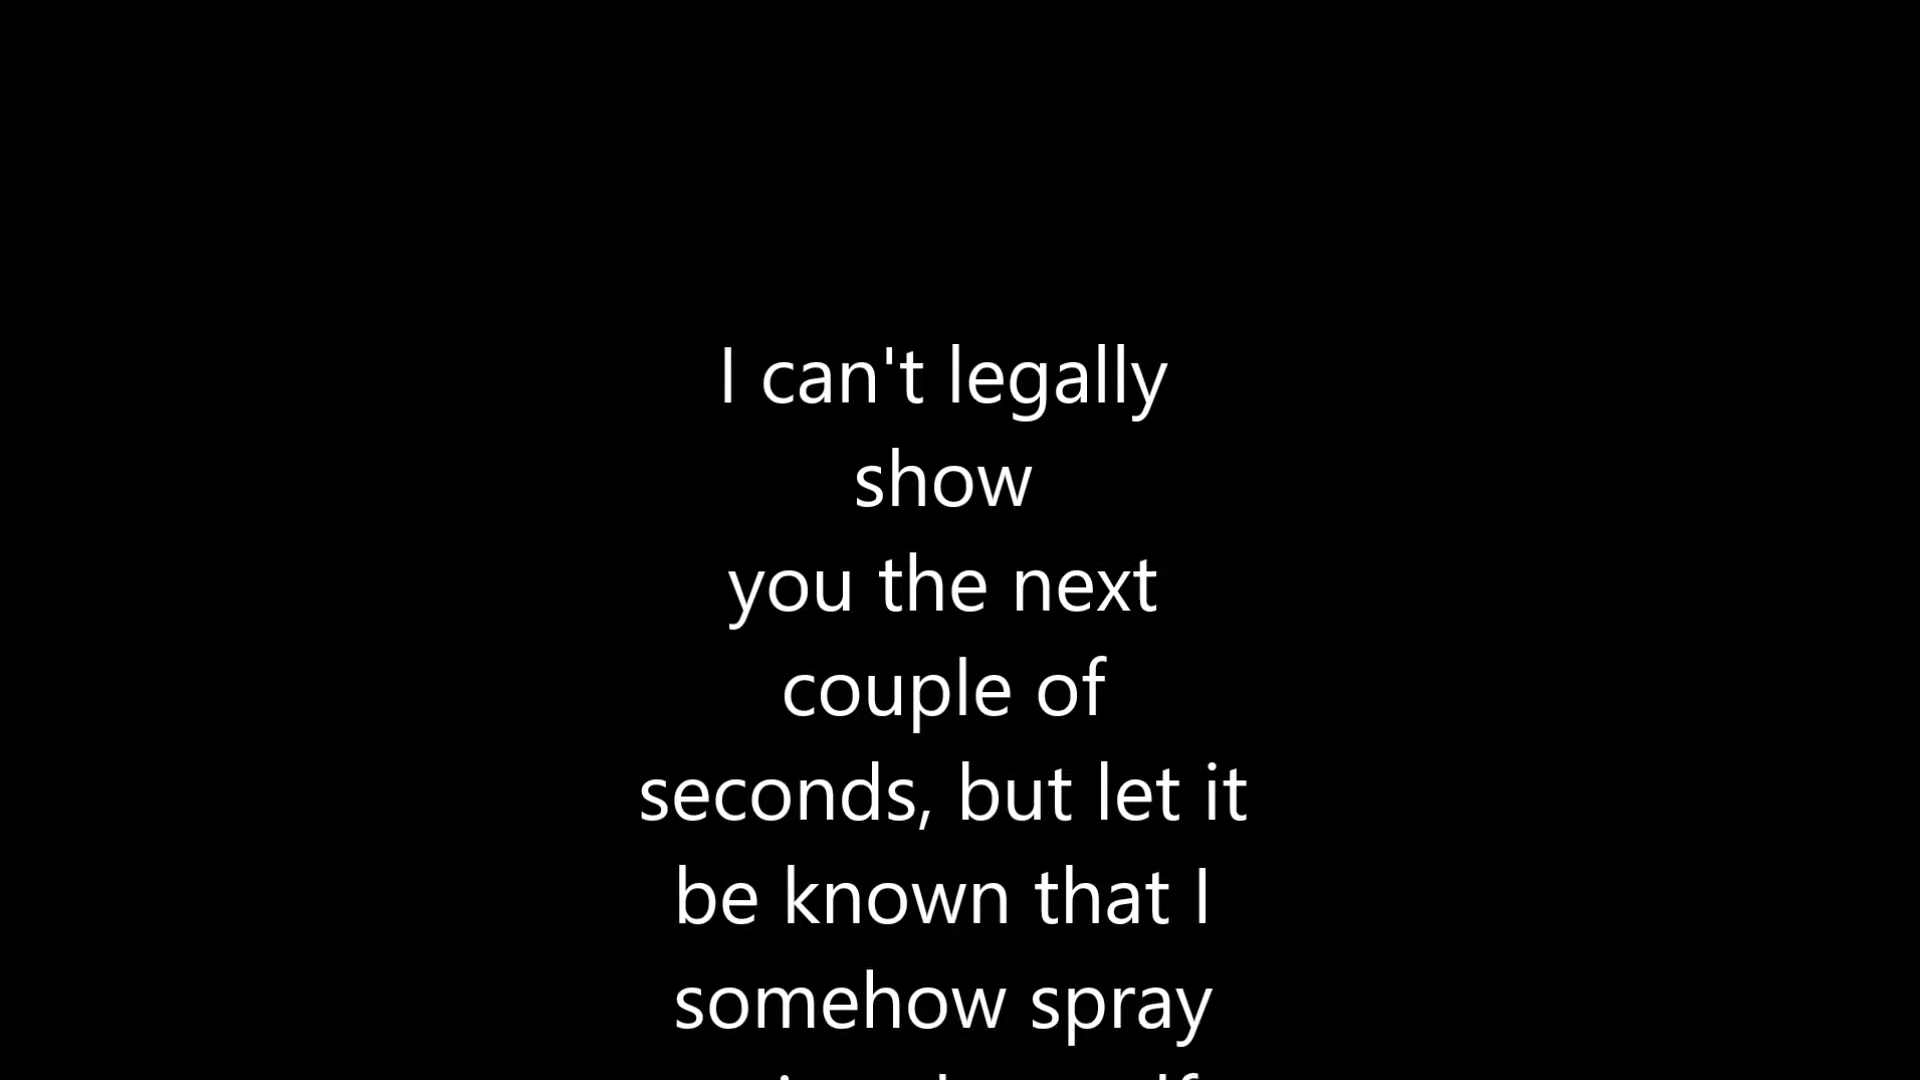 I can't legally
show
you the next
couple of
seconds, but let it
be known that I
somehow spray